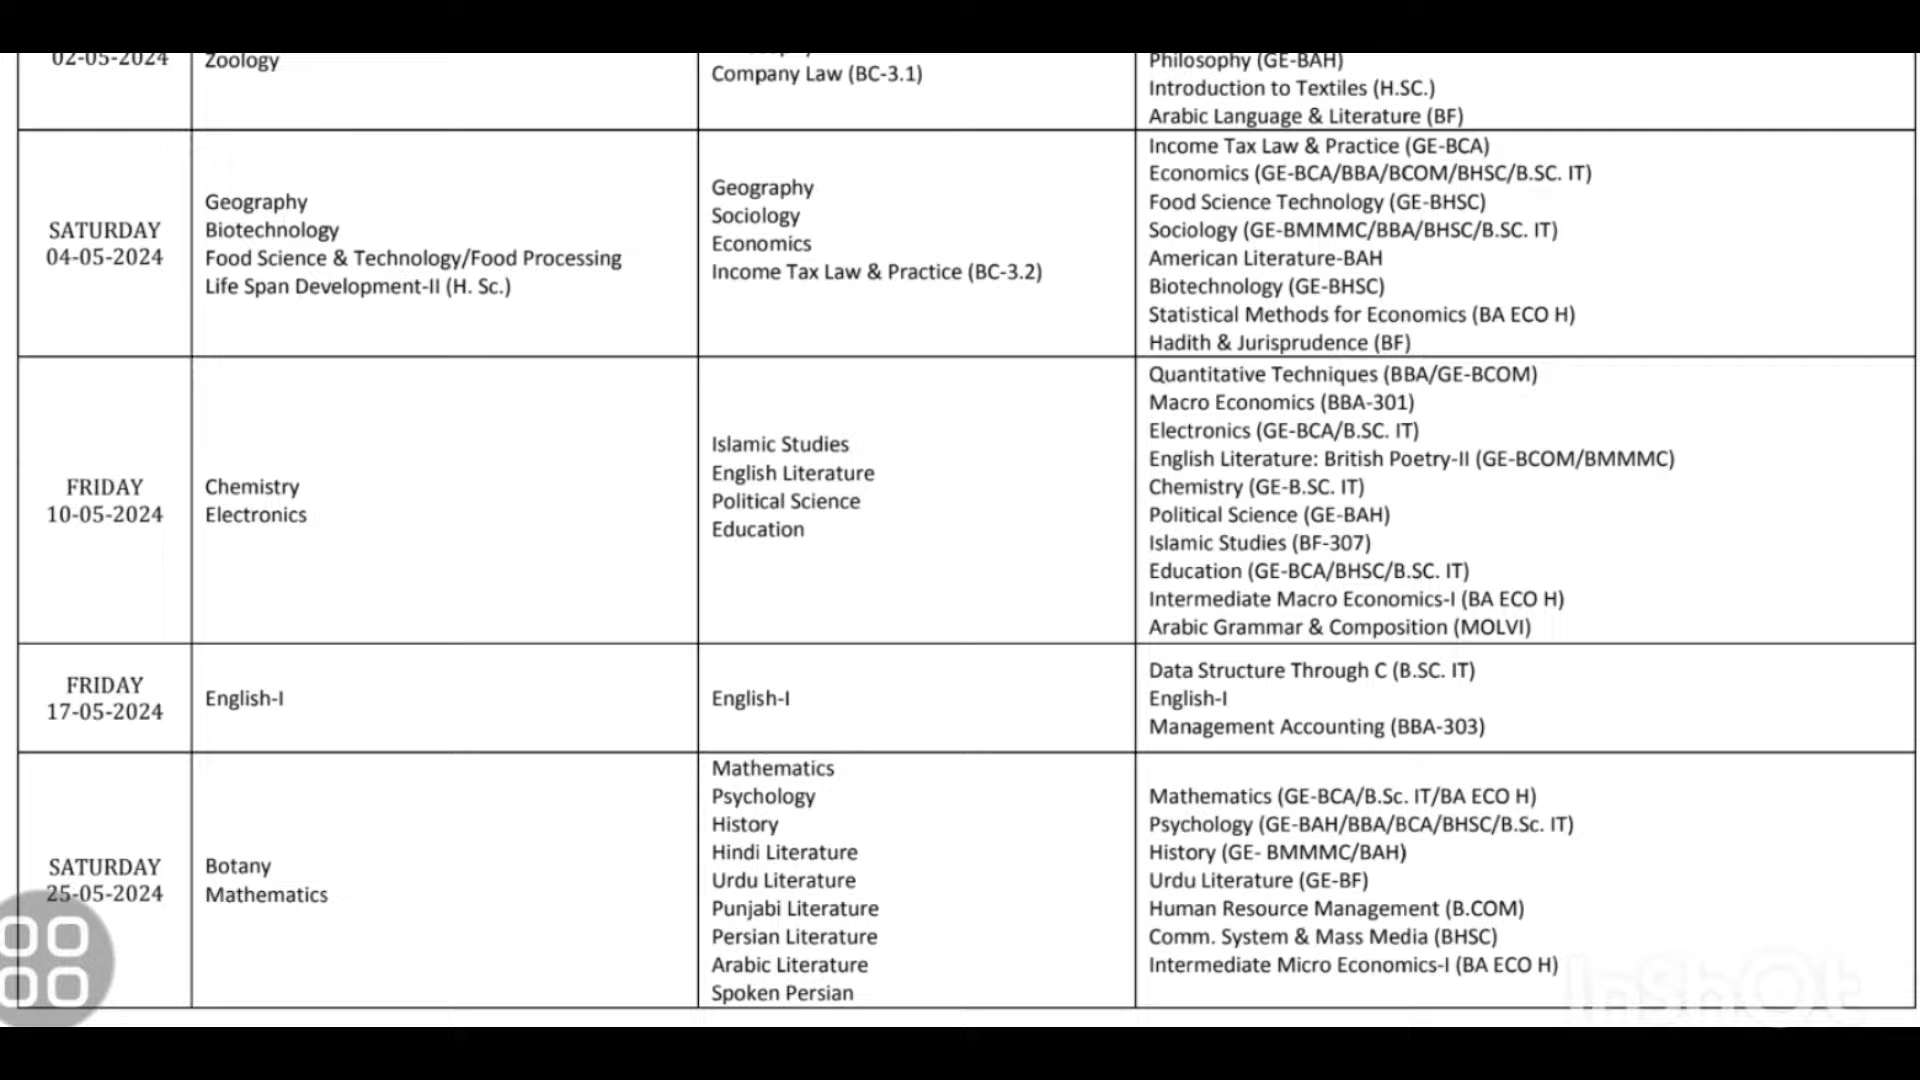 02-05-2024
Zoology
Company Law (BC-3.1)
Philosophy (GE-BAH)
Introduction to Textiles (H.SC.)
Arabic Language & Literature (BF)
SATURDAY
04-05-2024
Geography
Biotechnology
Food Science & Technology/Food Processing
Life Span Development-II (H. Sc.)
Geography
Sociology
Economics
Income Tax Law & Practice (BC-3.2)
Income Tax Law & Practice (GE-BCA)
Economics (GE-BCA/BBA/BCOM/BHSC/B.SC. IT)
Food Science Technology (GE-BHSC)
Sociology (GE-BMMMC/BBA/BHSC/B.SC. IT)
American Literature-BAH
Biotechnology (GE-BHSC)
Statistical Methods for Economics (BA ECO H)
Hadith & Jurisprudence (BF)
FRIDAY
10-05-2024
Chemistry
Electronics
Islamic Studies
English Literature
Political Science
Education
Quantitative Techniques (BBA/GE-BCOM)
Macro Economics (BBA-301)
Electronics (GE-BCA/B.SC. IT)
English Literature: British Poetry-II (GE-BCOM/BMMMC)
Chemistry (GE-B.SC. IT)
Political Science (GE-BAH)
Islamic Studies (BF-307)
Education (GE-BCA/BHSC/B.SC. IT)
Intermediate Macro Economics-I (BA ECO H)
Arabic Grammar & Composition (MOLVI)
FRIDAY
17-05-2024
English-I
English-I
Data Structure Through C (B.SC. IT)
English-I
Management Accounting (BBA-303)
SATURDAY
25-05-2024
Botany
Mathematics
Mathematics
Psychology
History
Hindi Literature
Urdu Literature
Punjabi Literature
Persian Literature
Arabic Literature
Spoken Persian
Mathematics (GE-BCA/B.Sc. IT/BA ECO H)
Psychology (GE-BAH/BBA/BCA/BHSC/B.Sc. IT)
History (GE- BMMMC/BAH)
Urdu Literature (GE-BF)
Human Resource Management (B.COM)
Comm. System & Mass Media (BHSC)
Intermediate Micro Economics-I (BA ECO H)
InShOt